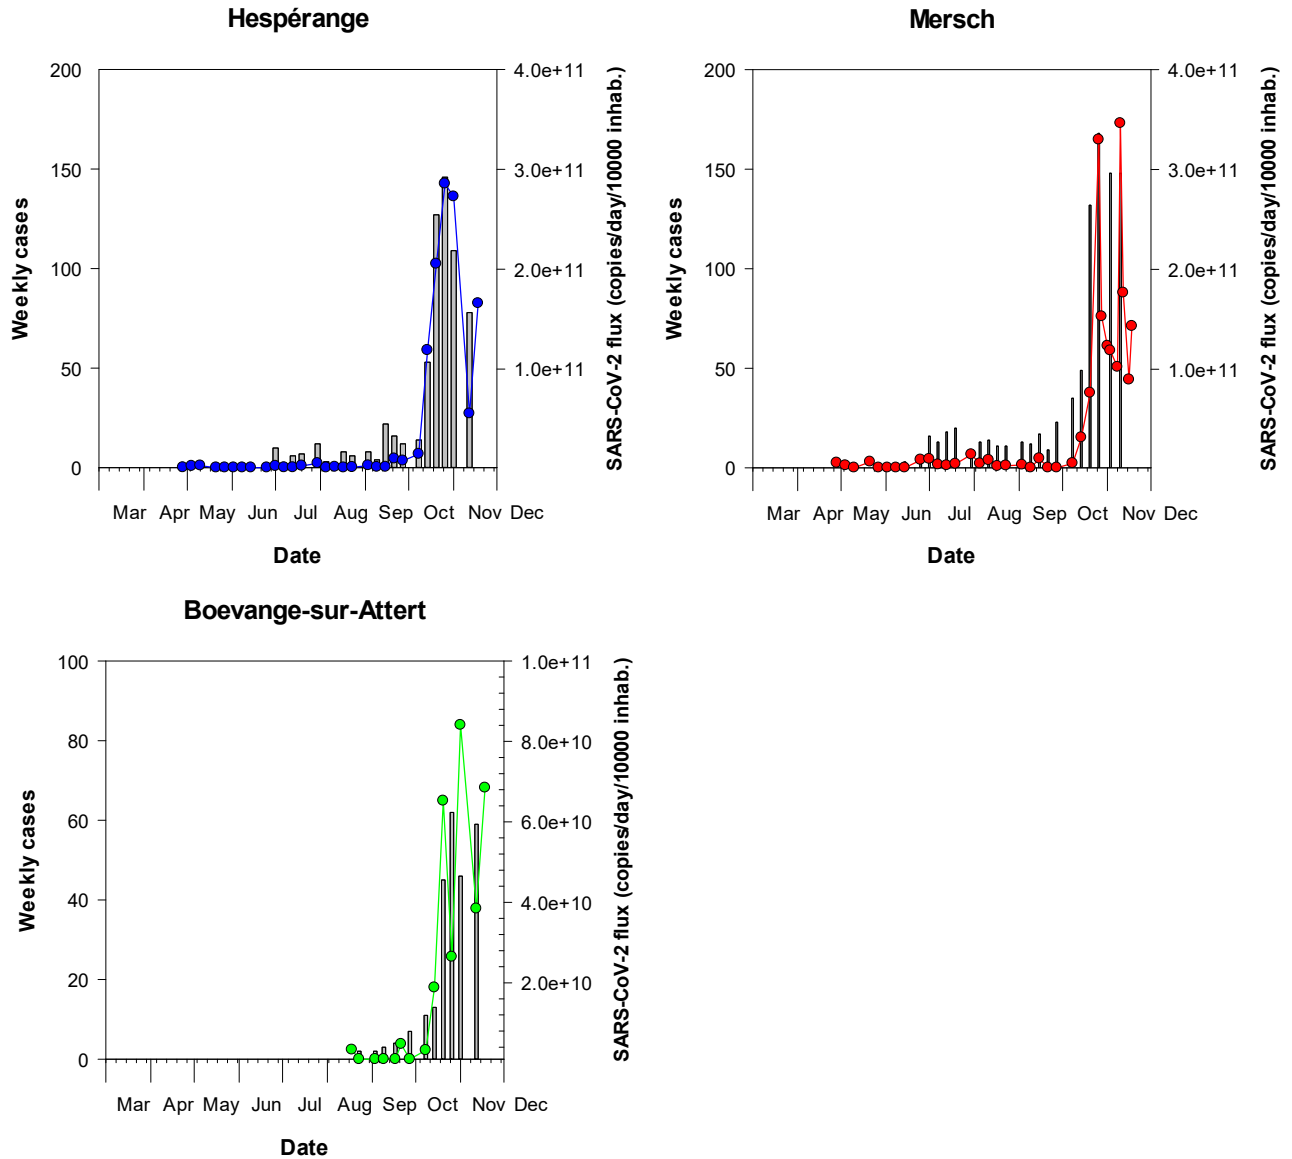 Hespérange
200
150
100
50
0
Weekly cases
4.0e+11
3.0e+11
2.0e+11
1.0e+11
SARS-CoV-2 flux (copies/day/10000 inhab.)
Mar Apr May Jun Jul Aug Sep Oct Nov Dec
Date
Mersch
200
150
100
50
0
Weekly cases
4.0e+11
3.0e+11
2.0e+11
1.0e+11
SARS-CoV-2 flux (copies/day/10000 inhab.)
Mar Apr May Jun Jul Aug Sep Oct Nov Dec
Date
Boevange-sur-Attert
100
80
60
40
20
0
Weekly cases
1.0e+11
8.0e+10
6.0e+10
4.0e+10
2.0e+10
SARS-CoV-2 flux (copies/day/10000 inhab.)
Mar Apr May Jun Jul Aug Sep Oct Nov Dec
Date